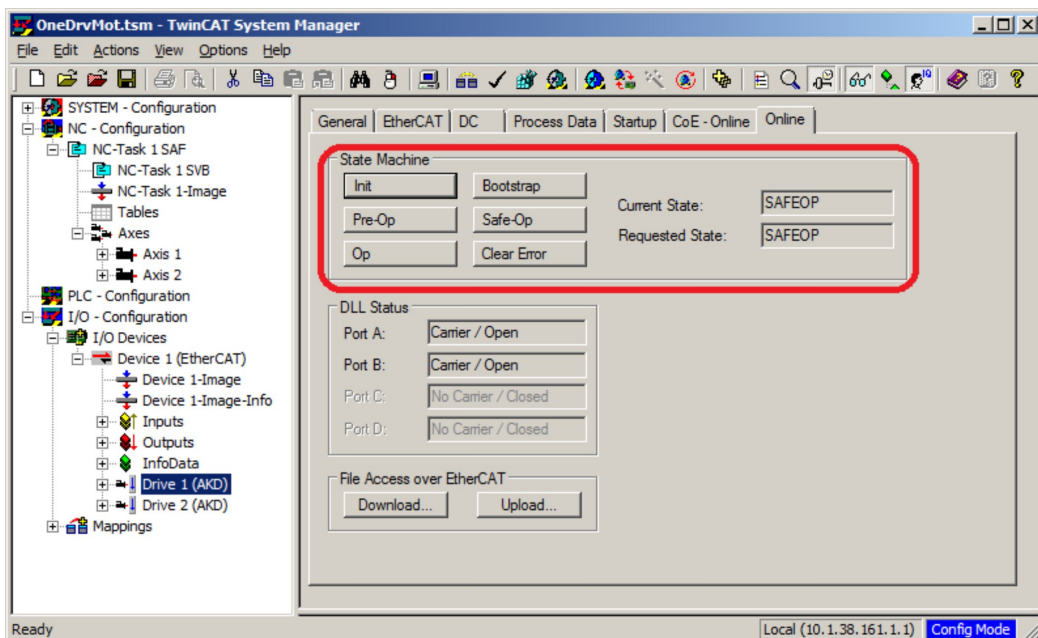 OneDrvMot.tsm - TwinCAT System Manager
File Edit Actions View Options Help
SYSTEM - Configuration
NC - Configuration
NC-Task 1 SAF
NC-Task 1 SVB
NC-Task 1-Image
Tables
Axes
Axis 1
Axis 2
PLC - Configuration
I/O - Configuration
I/O Devices
Device 1 (EtherCAT)
Device 1-Image
Device 1-Image-Info
Inputs
Outputs
InfoData
Drive 1 (AKD)
Drive 2 (AKD)
Mappings
General EtherCAT DC Process Data Startup CoE - Online Online
State Machine
Init Bootstrap
Pre-Op Safe-Op
Op Clear Error
Current State: SAFEOP
Requested State: SAFEOP
DLL Status
Port A: Carrier / Open
Port B: Carrier / Open
Port C: No Carrier / Closed
Port D: No Carrier / Closed
File Access over EtherCAT
Download... Upload...
Ready Local (10.1.38.161.1.1) Config Mode